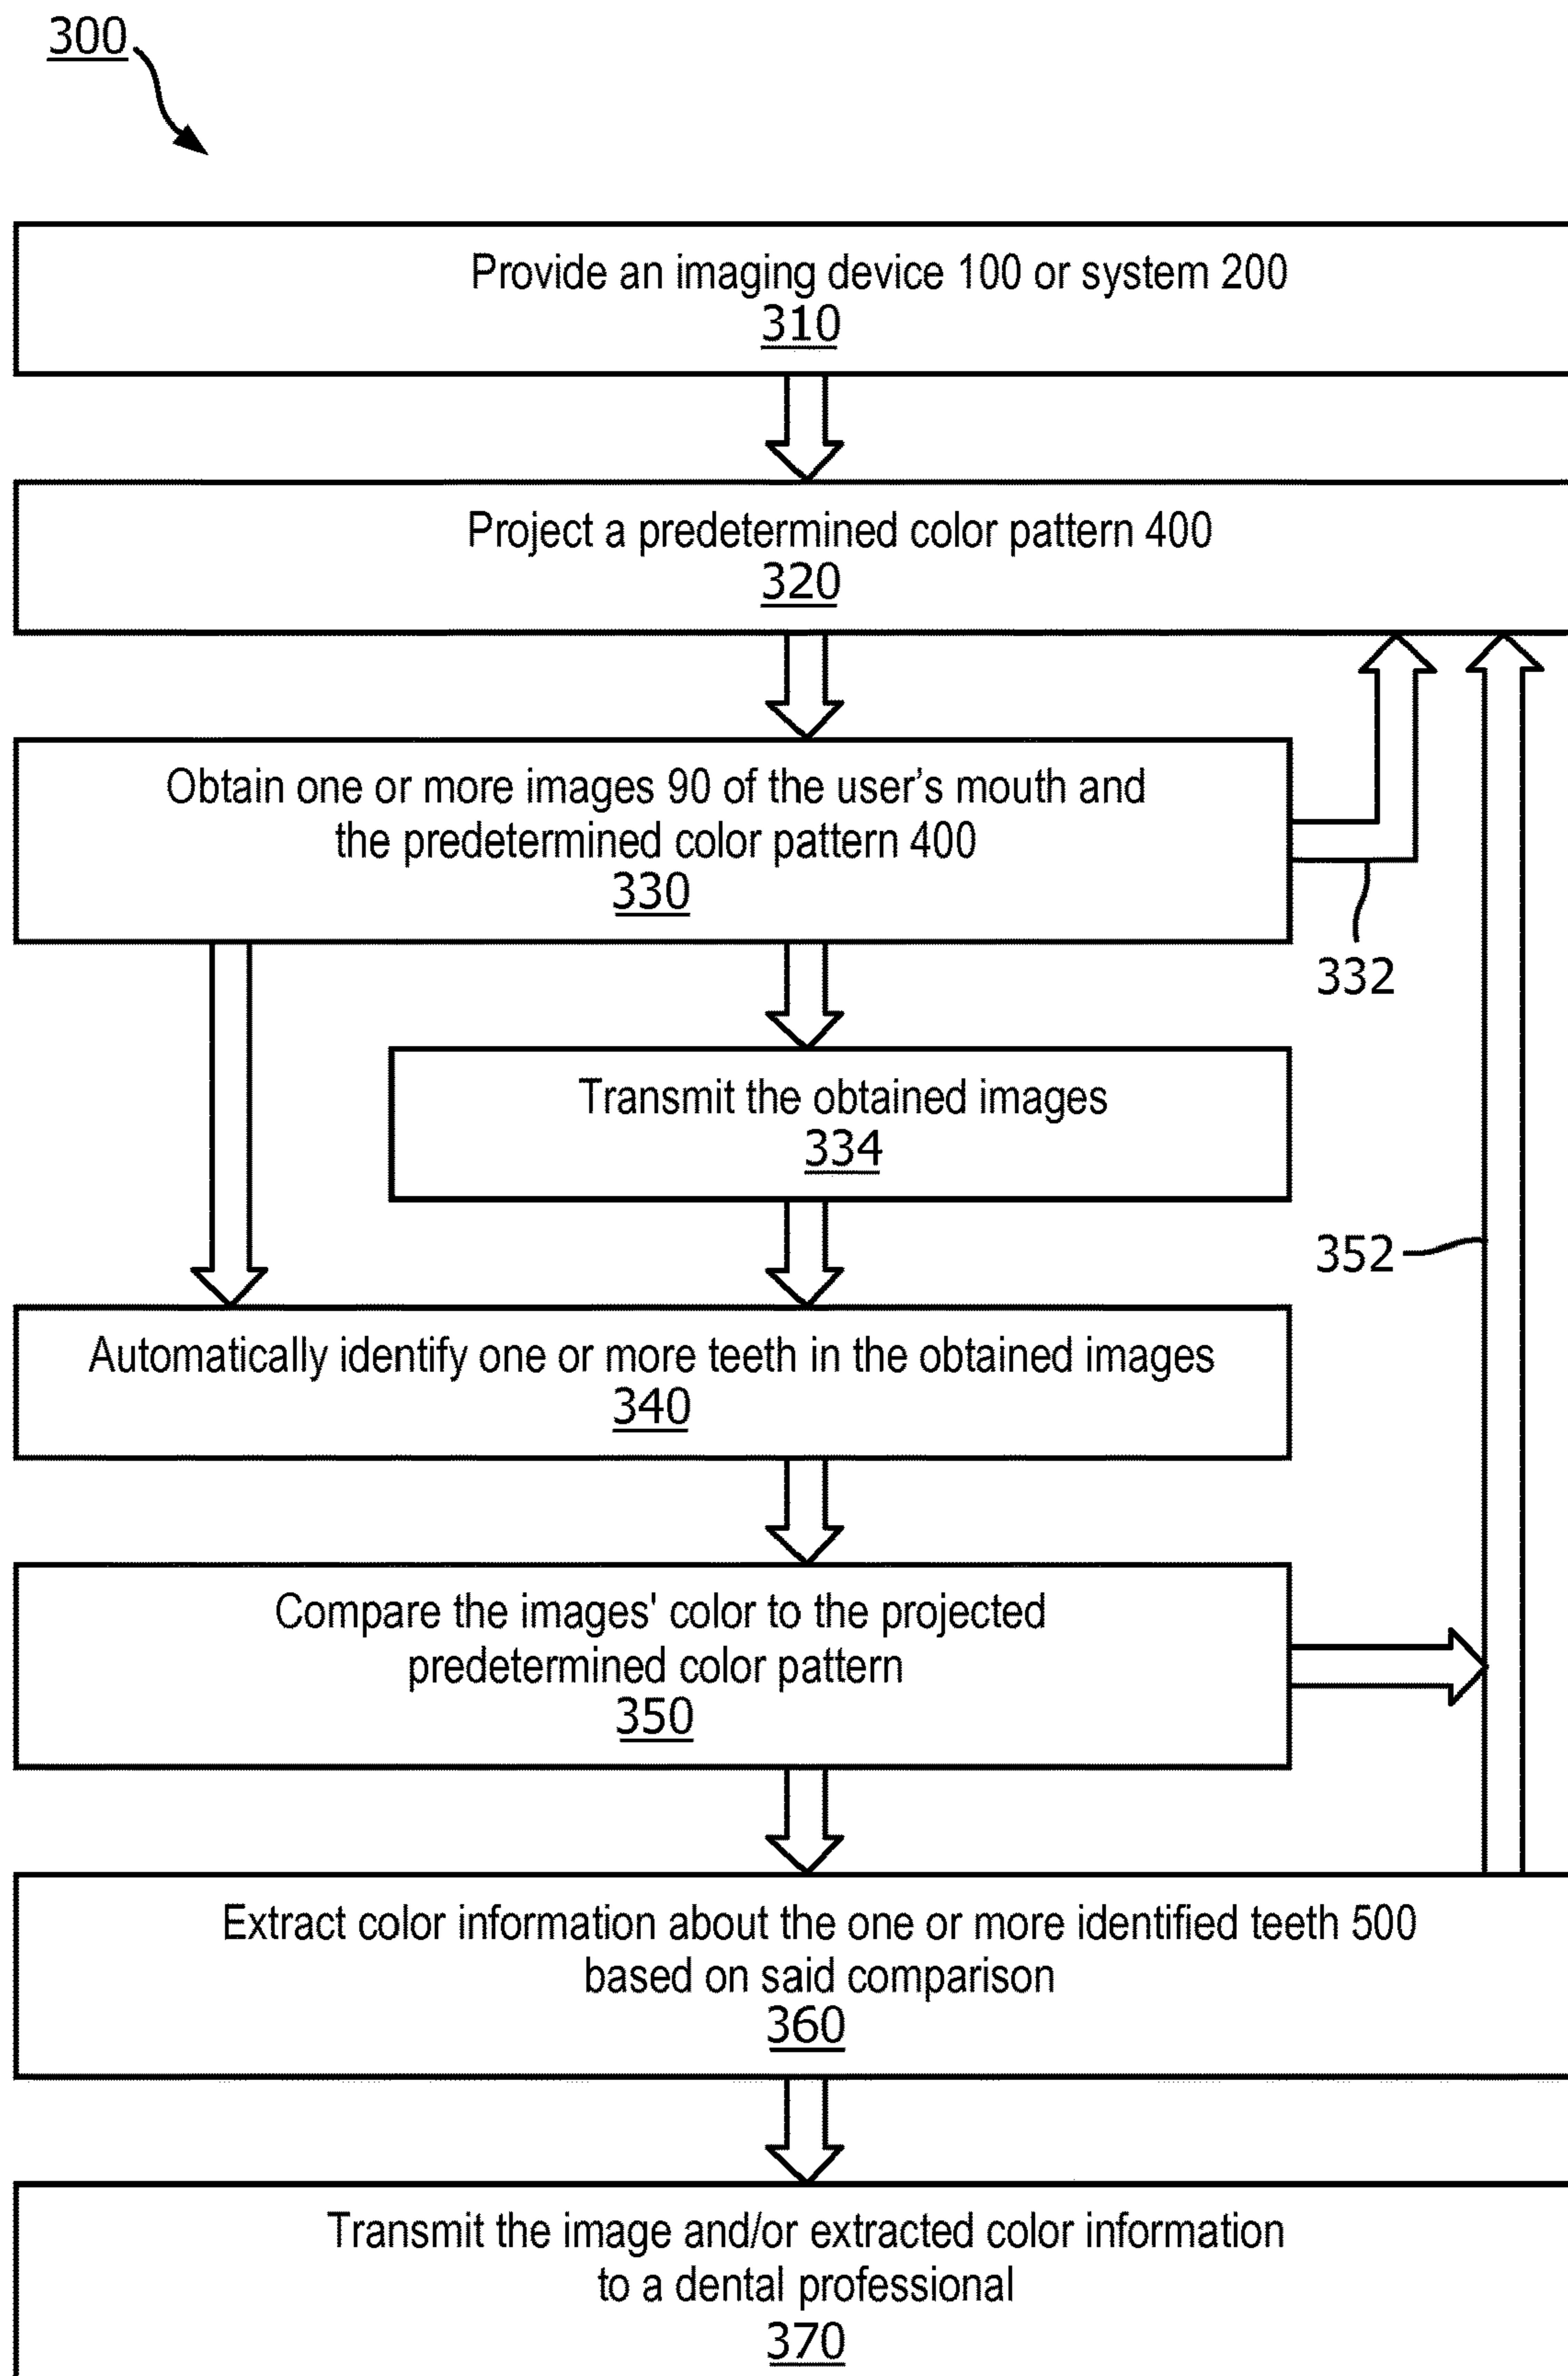 300
Provide an imaging device 100 or system 200
310
Project a predetermined color pattern 400
320
Obtain one or more images 90 of the user’s mouth and
the predetermined color pattern 400
330
332
Transmit the obtained images
334
352
Automatically identify one or more teeth in the obtained images
340
Compare the images' color to the projected
predetermined color pattern
350
Extract color information about the one or more identified teeth 500
based on said comparison
360
Transmit the image and/or extracted color information
to a dental professional
370